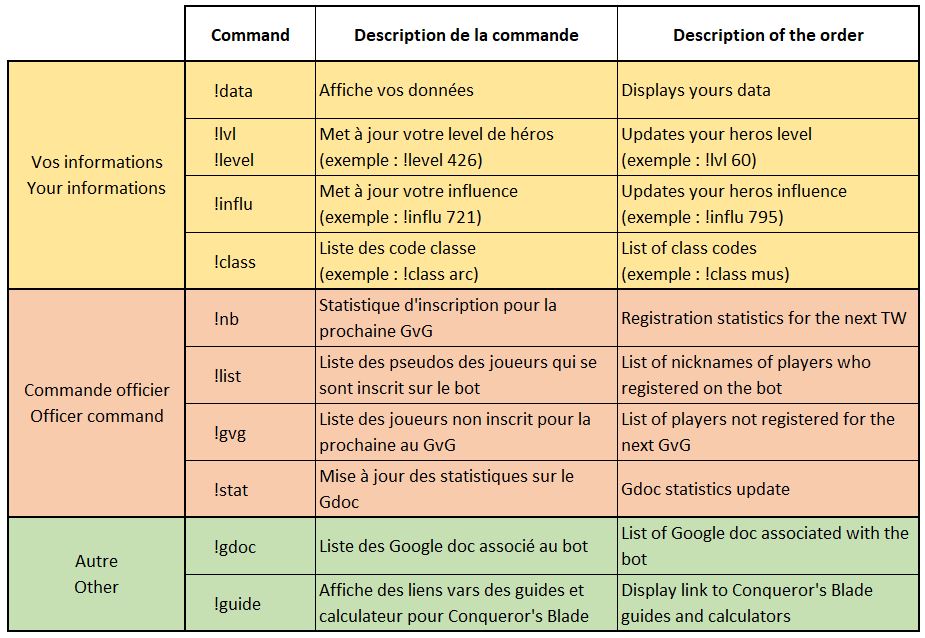 Command
Description de la commande
Description of the order
Vos informations
Your informations
!data
Affiche vos données
Displays yours data
!lvl
!level
Met à jour votre level de héros
(exemple : !level 426)
Updates your heros level
(exemple : !lvl 60)
!influ
Met à jour votre influence
(exemple : !influ 721)
Updates your heros influence
(exemple : !influ 795)
!class
Liste des code classe
(exemple : !class arc)
List of class codes
(exemple : !class mus)
Commande officier
Officer command
!nb
Statistique d'inscription pour la
prochaine GvG
Registration statistics for the next TW
!list
Liste des pseudos des joueurs qui se
sont inscrit sur le bot
List of nicknames of players who
registered on the bot
!gvg
Liste des joueurs non inscrit pour la
prochaine au GvG
List of players not registered for the
next GvG
!stat
Mise à jour des statistiques sur le
Gdoc
Gdoc statistics update
Autre
Other
!gdoc
Liste des Google doc associé au bot
List of Google doc associated with the
bot
!guide
Affiche des liens vars des guides et
calculateur pour Conqueror's Blade
Display link to Conqueror's Blade
guides and calculators